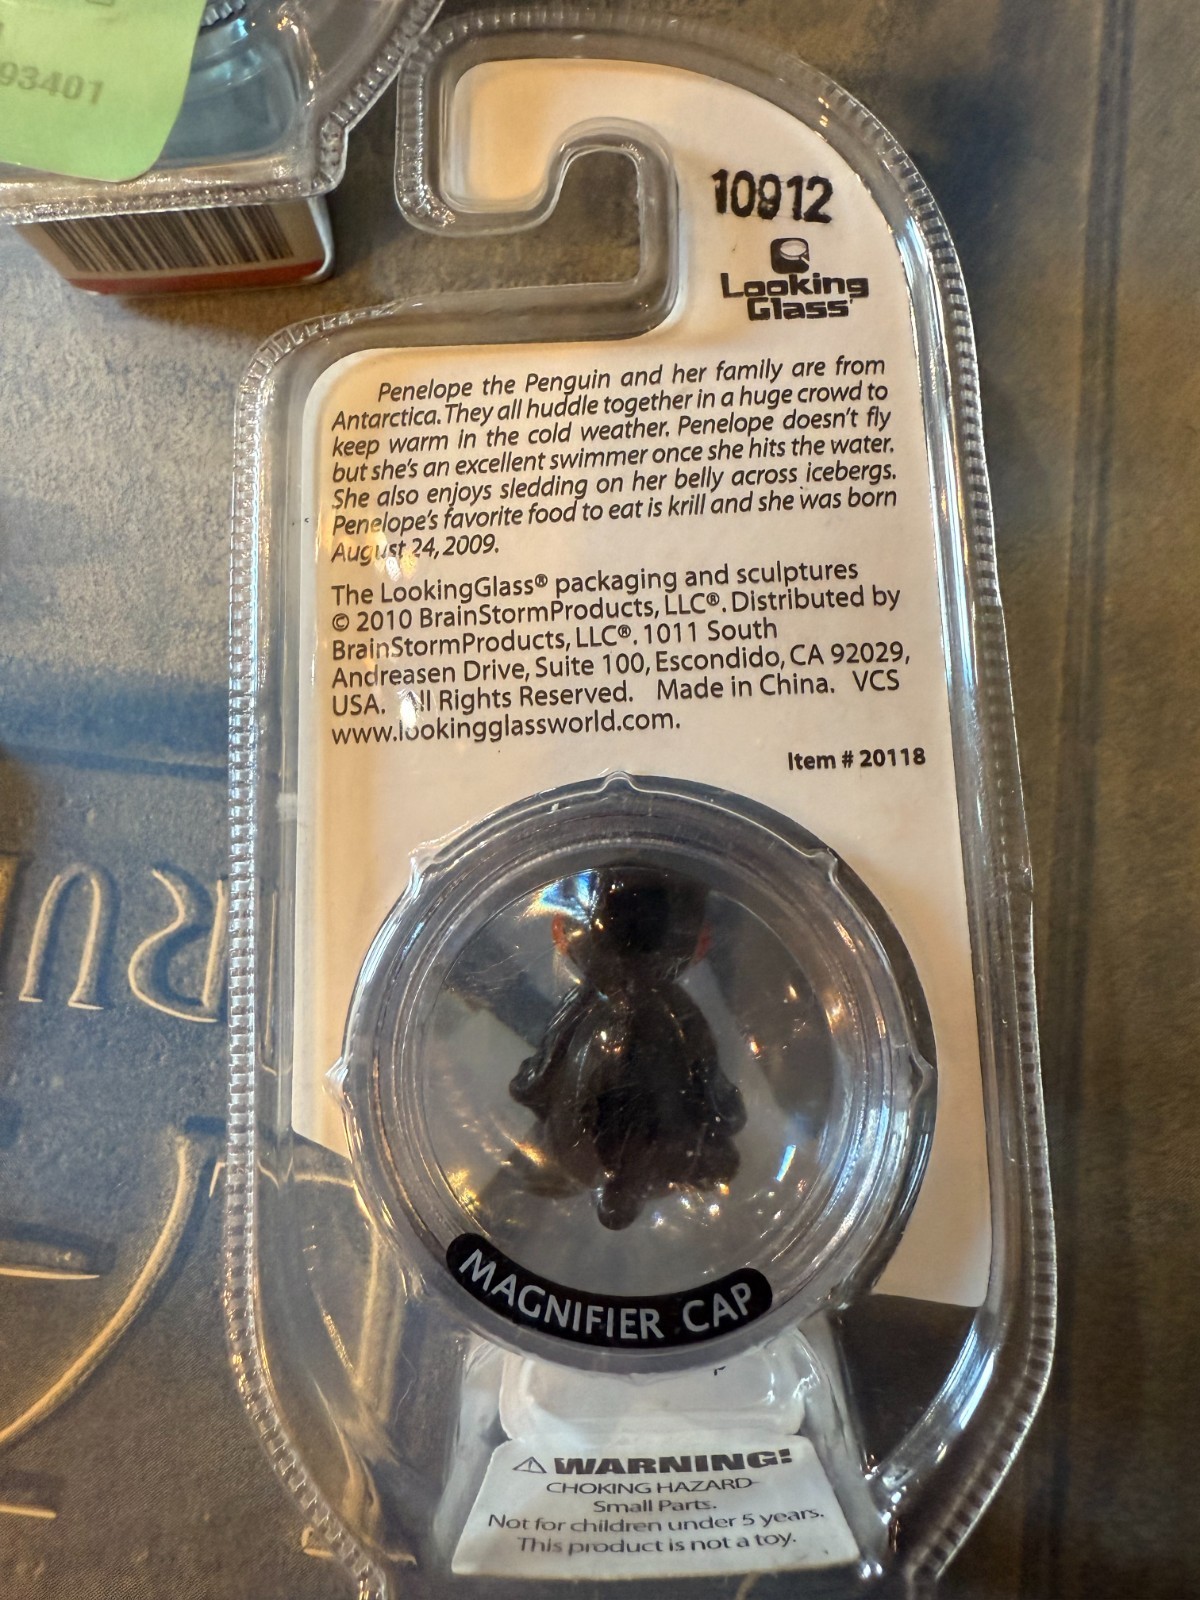 93401
10912
Looking
Glass
Penelope the Penguin and her family are from
Antarctica. They all huddle together in a huge crowd to
keep warm in the cold weather. Penelope doesn't fly
but she's an excellent swimmer once she hits the water.
She also enjoys sledding on her belly across icebergs.
Penelope's favorite food to eat is krill and she was born
August 24, 2009.
The LookingGlass® packaging and sculptures
© 2010 BrainStormProducts, LLC®. Distributed by
BrainStormProducts, LLC®. 1011 South
Andreasen Drive, Suite 100, Escondido, CA 92029,
USA. All Rights Reserved. Made in China. VCS
www.lookingglassworld.com.
Item # 20118
MAGNIFIER CAP
⚠ WARNING!
CHOKING HAZARD-
Small Parts.
Not for children under 5 years.
This product is not a toy.